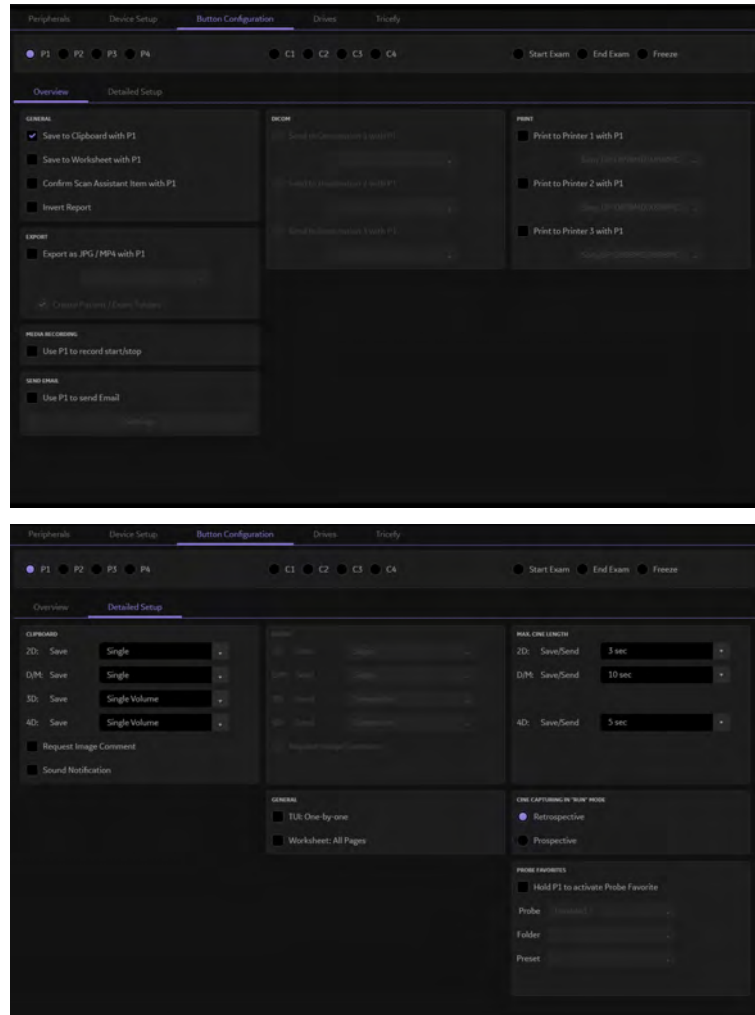 Peripherals Device Setup Button Configuration Drives Tricefy
P1 P2 P3 P4 C1 C2 C3 C4 Start Exam End Exam Freeze
Overview Detailed Setup
GENERAL
Save to Clipboard with P1
Save to Worksheet with P1
Confirm Scan Assistant Item with P1
Invert Report
EXPORT
Export as JPG / MP4 with P1
Create Patient / Exam Folders
MEDIA RECORDING
Use P1 to record start/stop
SEND EMAIL
Use P1 to send Email
DICOM
PRINT
Print to Printer 1 with P1
Print to Printer 2 with P1
Print to Printer 3 with P1
Peripherals Device Setup Button Configuration Drives Tricefy
P1 P2 P3 P4 C1 C2 C3 C4 Start Exam End Exam Freeze
Overview Detailed Setup
CLIPBOARD
2D: Save Single
D/M: Save Single
3D: Save Single Volume
4D: Save Single Volume
Request Image Comment
Sound Notification
Request Image Comment
GENERAL
TUI: One-by-one
Worksheet: All Pages
MAX. CINE LENGTH
2D: Save/Send 3 sec
D/M: Save/Send 10 sec
4D: Save/Send 5 sec
CINE CAPTURING IN "RUN" MODE
Retrospective
Prospective
PROBE FAVORITES
Hold P1 to activate Probe Favorite
Probe
Folder
Preset